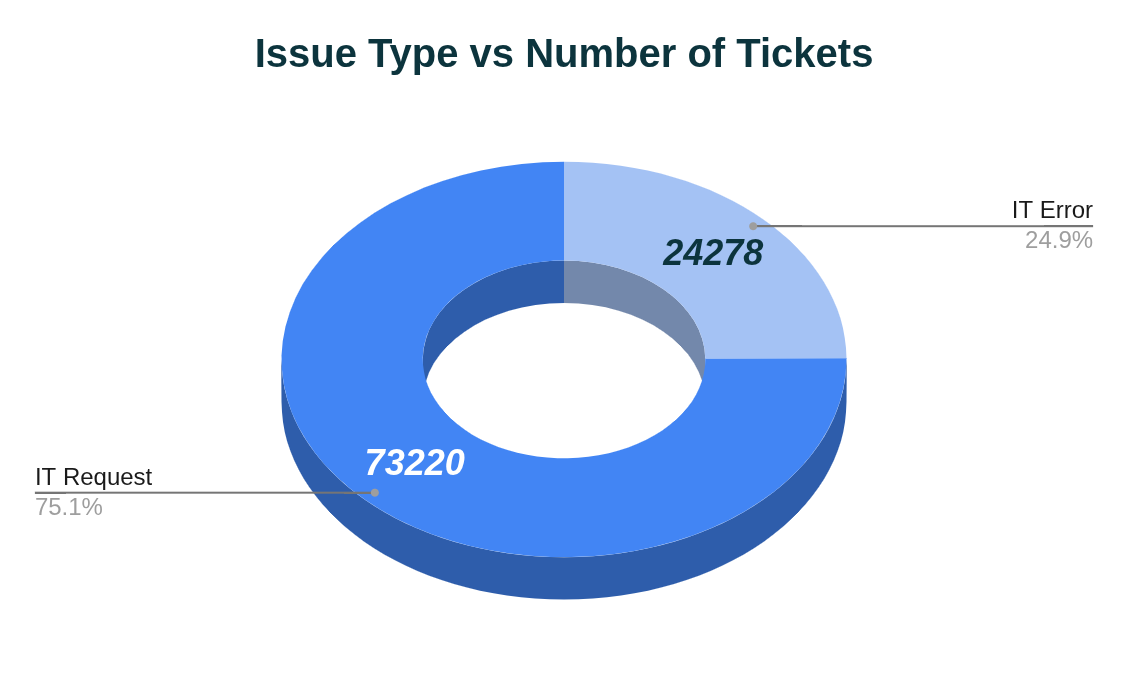 Issue Type vs Number of Tickets
IT Error
24.9%
24278
73220
IT Request
75.1%